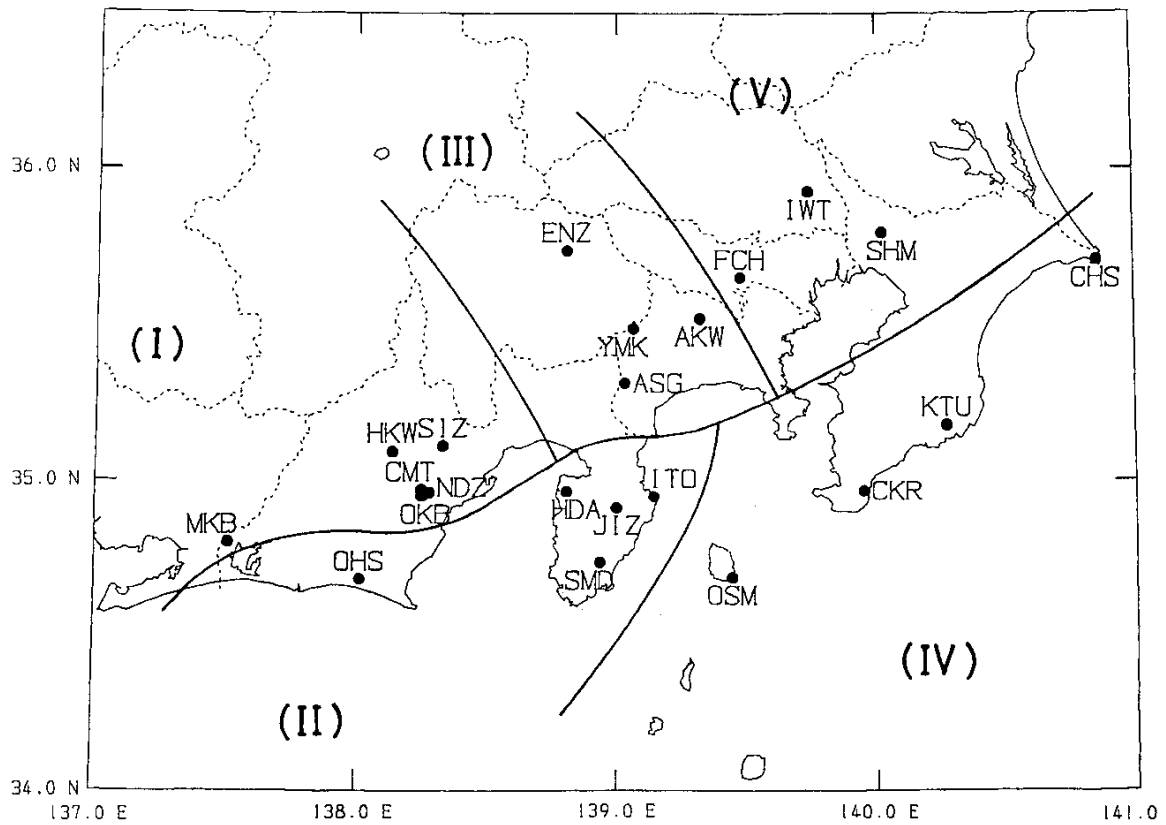 (V)
(III)
36.0 N
IWT
ENZ
SHM
FCH
CHS
(I)
YMK
AKW
ASG
KTU
HKW
SIZ
CMT
NDZ
OKB
ITO
CKR
HDA
JIZ
MKB
OHS
SMD
OSM
35.0 N
(IV)
(II)
34.0 N
137.0 E
138.0 E
139.0 E
140.0 E
141.0